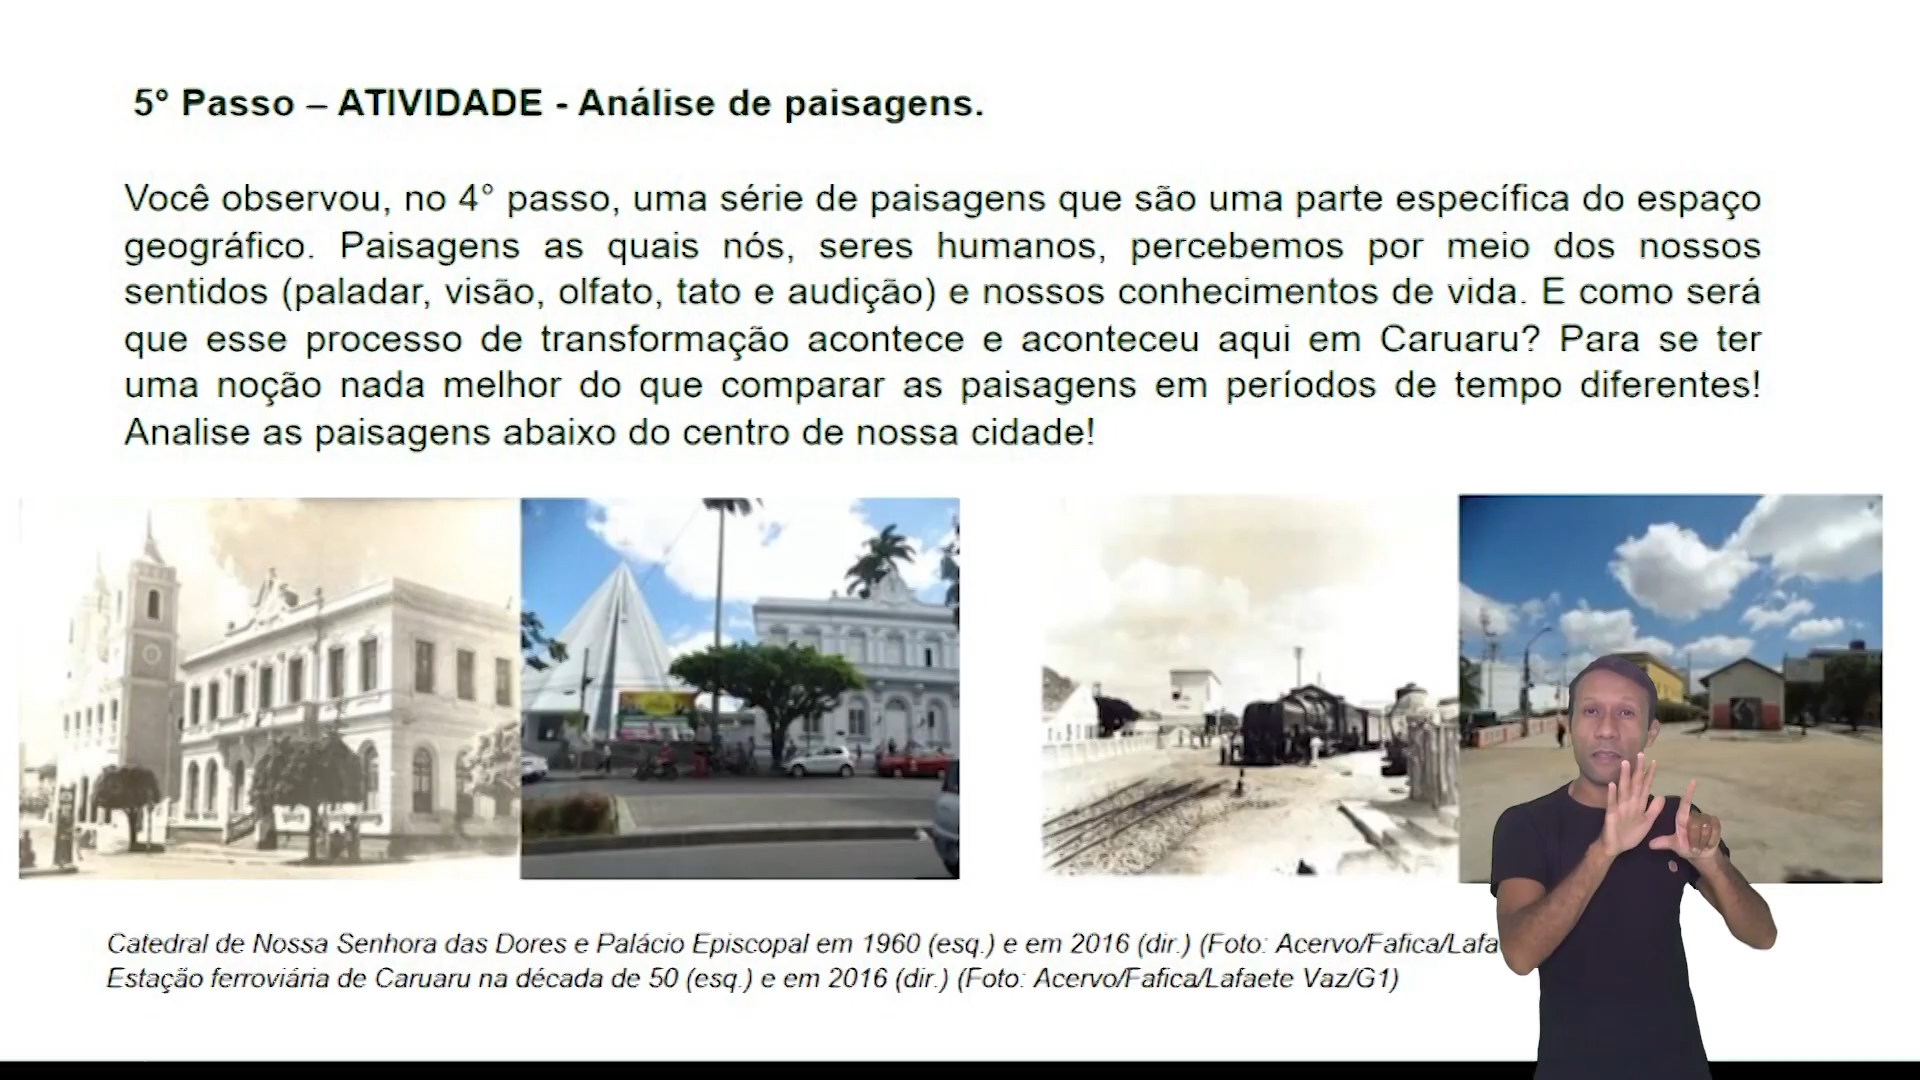 5° Passo – ATIVIDADE - Análise de paisagens.
Você observou, no 4° passo, uma série de paisagens que são uma parte específica do espaço
geográfico. Paisagens as quais nós, seres humanos, percebemos por meio dos nossos
sentidos (paladar, visão, olfato, tato e audição) e nossos conhecimentos de vida. E como será
que esse processo de transformação acontece e aconteceu aqui em Caruaru? Para se ter
uma noção nada melhor do que comparar as paisagens em períodos de tempo diferentes!
Analise as paisagens abaixo do centro de nossa cidade!
Catedral de Nossa Senhora das Dores e Palácio Episcopal em 1960 (esq.) e em 2016 (dir.) (Foto: Acervo/Fafica/Lafa
Estação ferroviária de Caruaru na década de 50 (esq.) e em 2016 (dir.) (Foto: Acervo/Fafica/Lafaete Vaz/G1)